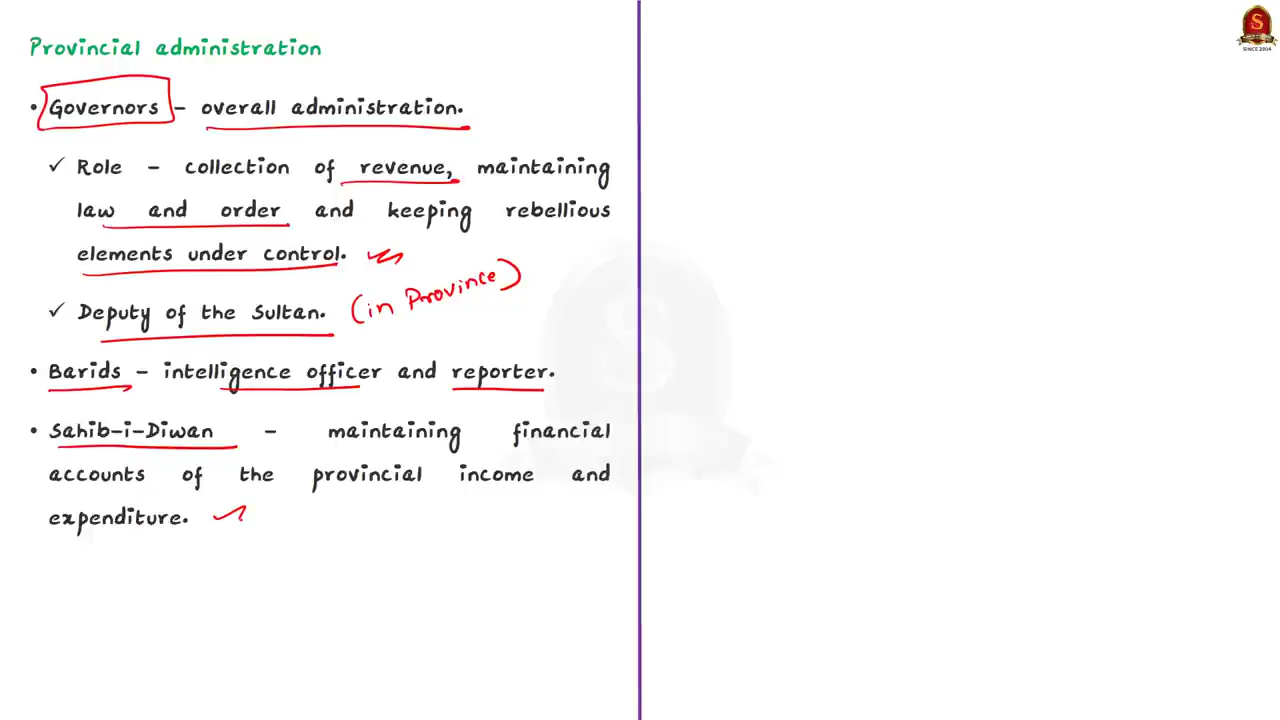 Provincial administration
• Governors - overall administration.
✓ Role - collection of revenue, maintaining
law and order and keeping rebellious
elements under control.
✓ Deputy of the Sultan. (in Province)
• Barids - intelligence officer and reporter.
• Sahib-i-Diwan - maintaining financial
accounts of the provincial income and
expenditure.
S
SINCE 2004